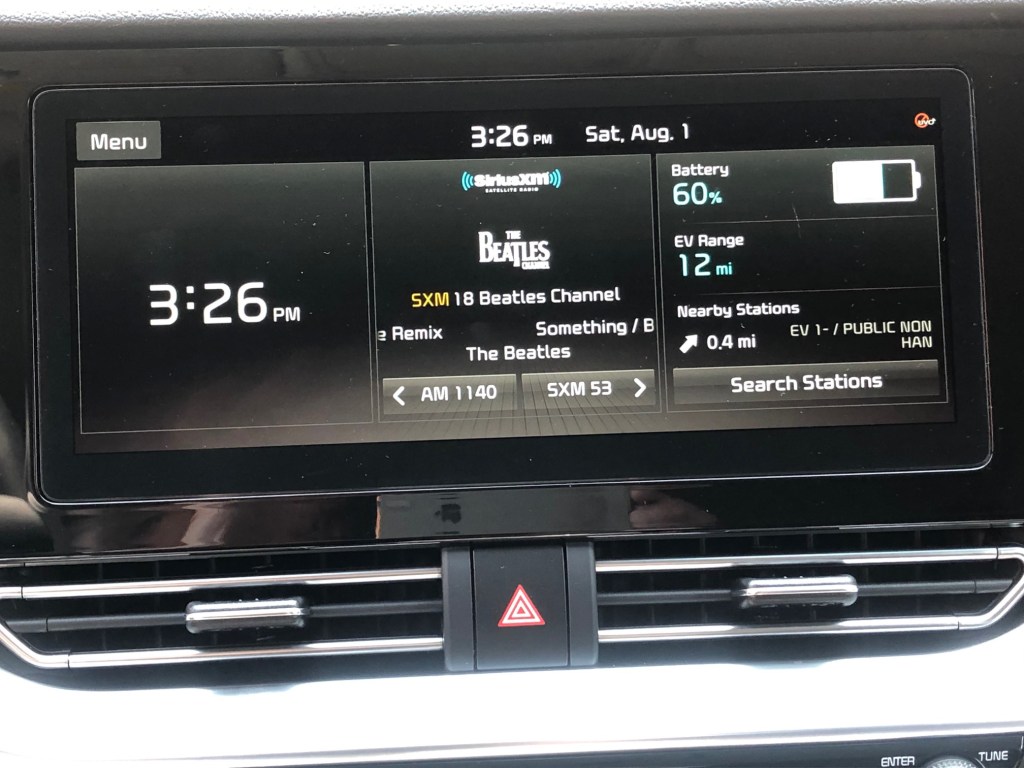 Menu
3:26 PM Sat, Aug. 1
3:26 PM
SiriusXM
SATELLITE RADIO
THE
BEATLES
CHANNEL
SXM 18 Beatles Channel
e Remix Something / B
The Beatles
< AM 1140 SXM 53 >
Battery
60%
EV Range
12 mi
Nearby Stations
0.4 mi EV 1- / PUBLIC NON
HAN
Search Stations
ENTER TUNE